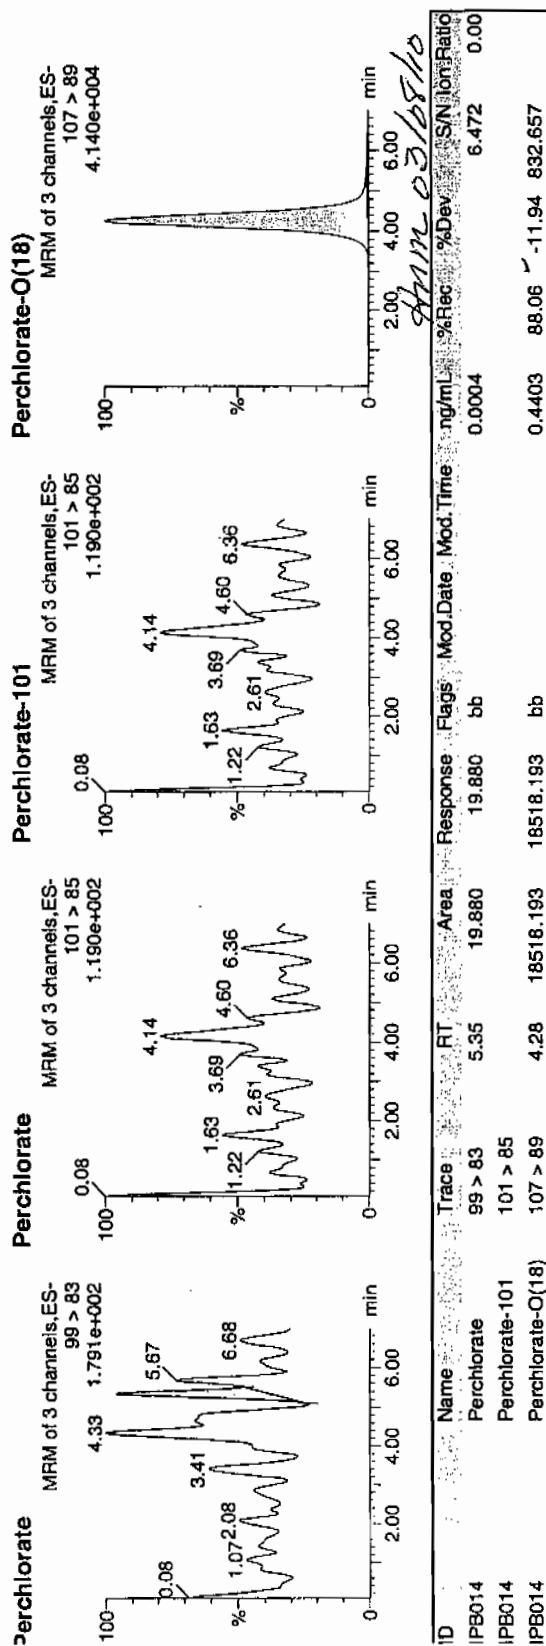 Perchlorate
MRM of 3 channels,ES-
99 > 83
1.791e+002
100
%
0
0.08
1.07
2.08
3.41
4.33
5.67
6.68
2.00
4.00
6.00
min
Perchlorate
MRM of 3 channels,ES-
101 > 85
1.190e+002
100
%
0
0.08
1.22
1.63
2.61
3.69
4.14
4.60
6.36
2.00
4.00
6.00
min
Perchlorate-101
MRM of 3 channels,ES-
101 > 85
1.190e+002
100
%
0
0.08
1.22
1.63
2.61
3.69
4.14
4.60
6.36
2.00
4.00
6.00
min
Perchlorate-O(18)
MRM of 3 channels,ES-
107 > 89
4.140e+004
100
%
0
2.00
4.00
6.00
min
03/08/10
ID Name Trace RT Area Response Flags Mod.Date Mod.Time ng/mL %Rec %Dev S/N Ion Ratio
IPB014 Perchlorate 99 > 83 5.35 19.880 19.880 bb 0.0004 6.472 0.00
IPB014 Perchlorate-101 101 > 85
IPB014 Perchlorate-O(18) 107 > 89 4.28 18518.193 18518.193 bb 0.4403 88.06 -11.94 832.657